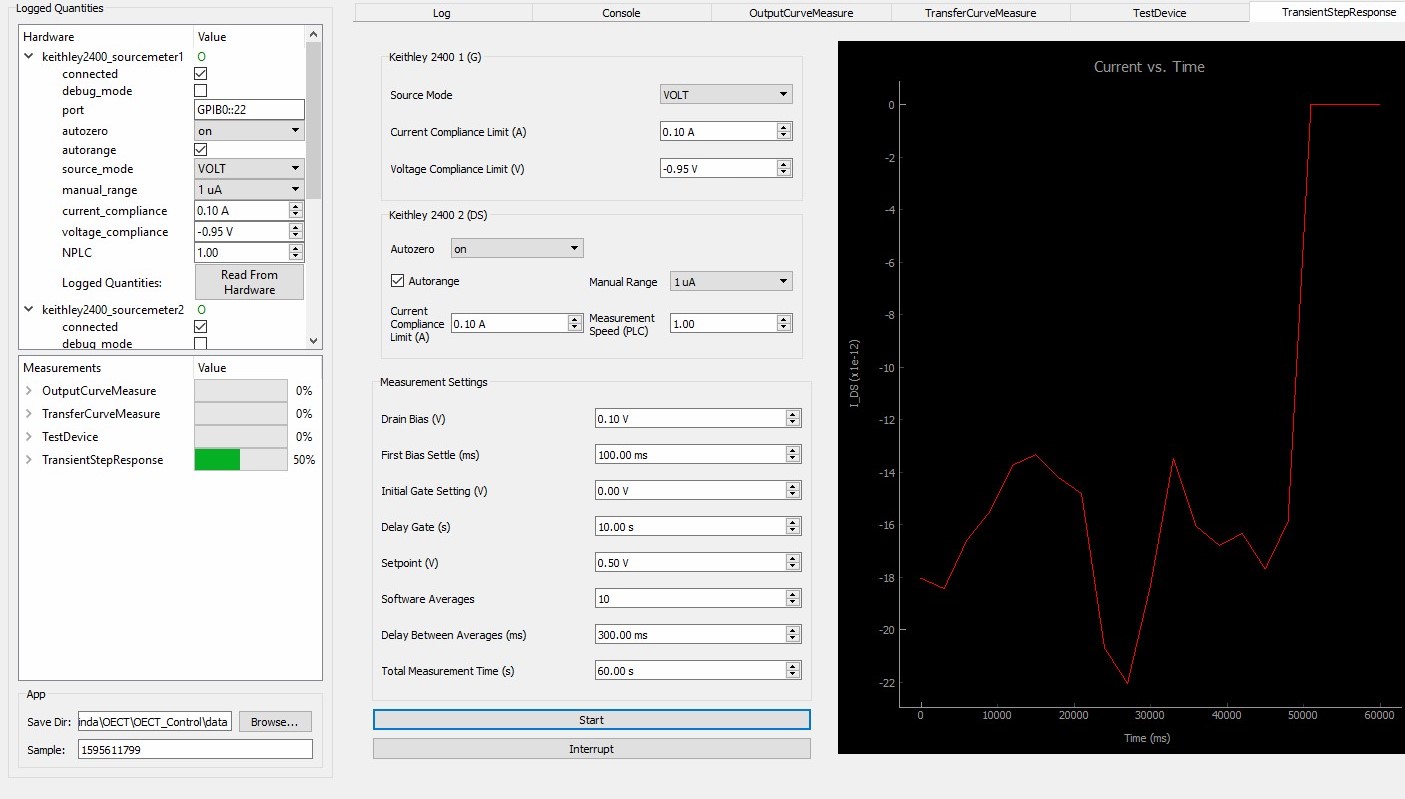 Logged Quantities
Hardware Value
keithley2400_sourcemeter1 O
connected
debug_mode
port GPIB0::22
autozero on
autorange
source_mode VOLT
manual_range 1 uA
current_compliance 0.10 A
voltage_compliance -0.95 V
NPLC 1.00
Logged Quantities: Read From Hardware
keithley2400_sourcemeter2 O
connected
debug_mode
Measurements Value
OutputCurveMeasure 0%
TransferCurveMeasure 0%
TestDevice 0%
TransientStepResponse 50%
App
Save Dir: inda\OECT\OECT_Control\data Browse...
Sample: 1595611799
Log Console OutputCurveMeasure TransferCurveMeasure TestDevice TransientStepResponse
Keithley 2400 1 (G)
Source Mode VOLT
Current Compliance Limit (A) 0.10 A
Voltage Compliance Limit (V) -0.95 V
Keithley 2400 2 (DS)
Autozero on
Autorange Manual Range 1 uA
Current Compliance Limit (A) 0.10 A Measurement Speed (PLC) 1.00
Measurement Settings
Drain Bias (V) 0.10 V
First Bias Settle (ms) 100.00 ms
Initial Gate Setting (V) 0.00 V
Delay Gate (s) 10.00 s
Setpoint (V) 0.50 V
Software Averages 10
Delay Between Averages (ms) 300.00 ms
Total Measurement Time (s) 60.00 s
Start
Interrupt
Current vs. Time
0
-2
-4
-6
-8
-10
-12
-14
-16
-18
-20
-22
I_DS (x1e-12)
0 10000 20000 30000 40000 50000 60000
Time (ms)